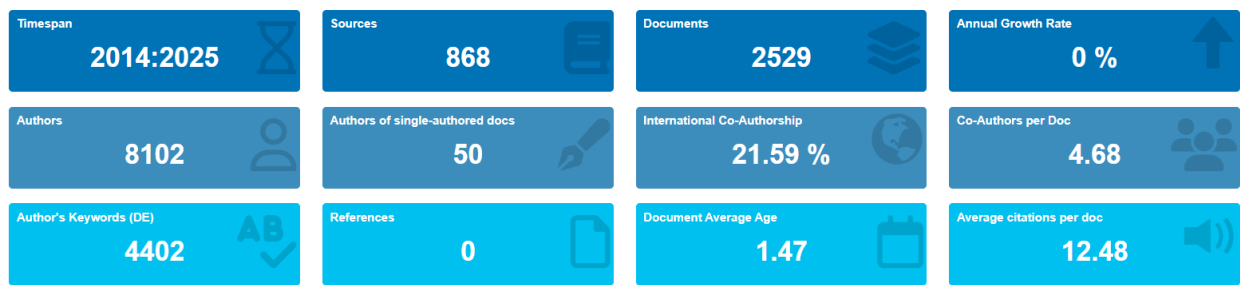 Timespan
2014:2025
Sources
868
Documents
2529
Annual Growth Rate
0 %
Authors
8102
Authors of single-authored docs
50
International Co-Authorship
21.59 %
Co-Authors per Doc
4.68
Author's Keywords (DE)
4402
AB
References
0
Document Average Age
1.47
Average citations per doc
12.48